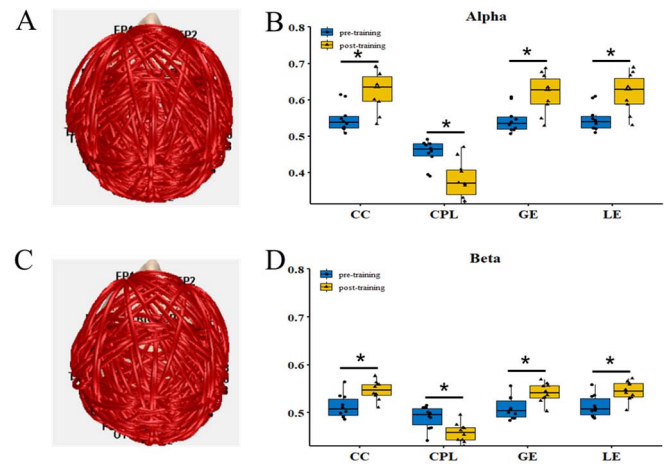 A
B
Alpha
pre-training
post-training
0.8
0.7
0.6
0.5
0.4
*
*
*
*
CC
CPL
GE
LE
C
D
Beta
pre-training
post-training
0.8
0.7
0.6
0.5
*
*
*
*
CC
CPL
GE
LE